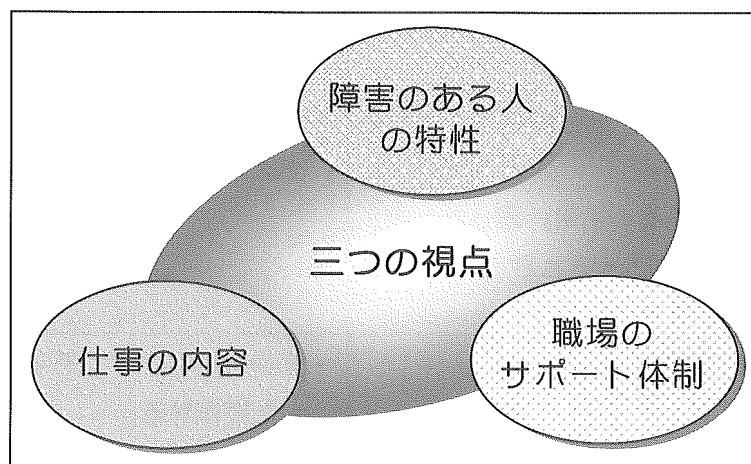 障害のある人
の特性
三つの視点
仕事の内容
職場の
サポート体制